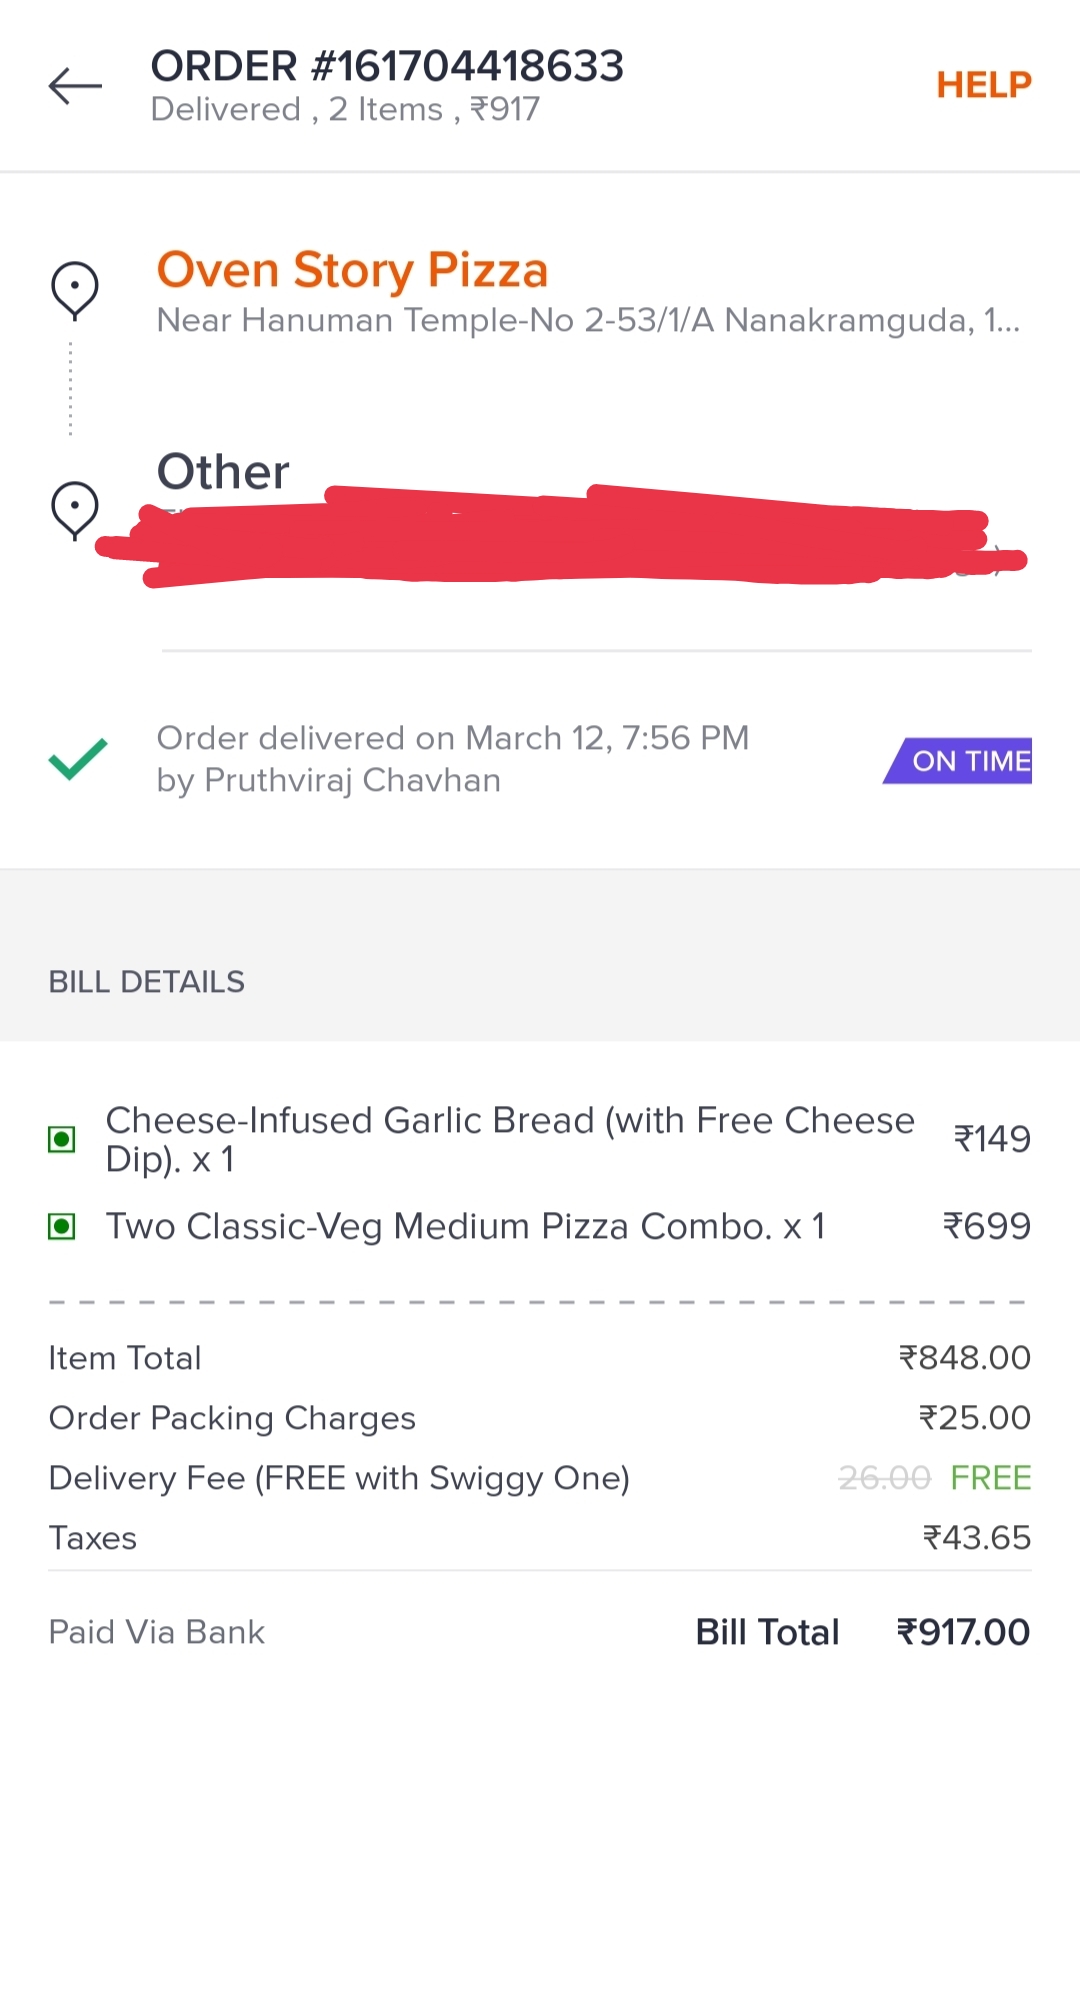 ORDER #161704418633
HELP
Delivered , 2 Items , ₹917
Oven Story Pizza
Near Hanuman Temple-No 2-53/1/A Nanakramguda, 1...
Other
Order delivered on March 12, 7:56 PM
by Pruthviraj Chavhan
ON TIME
BILL DETAILS
Cheese-Infused Garlic Bread (with Free Cheese
Dip). x 1
₹149
Two Classic-Veg Medium Pizza Combo. x 1 ₹699
Item Total ₹848.00
Order Packing Charges ₹25.00
Delivery Fee (FREE with Swiggy One) 26.00 FREE
Taxes ₹43.65
Paid Via Bank Bill Total ₹917.00